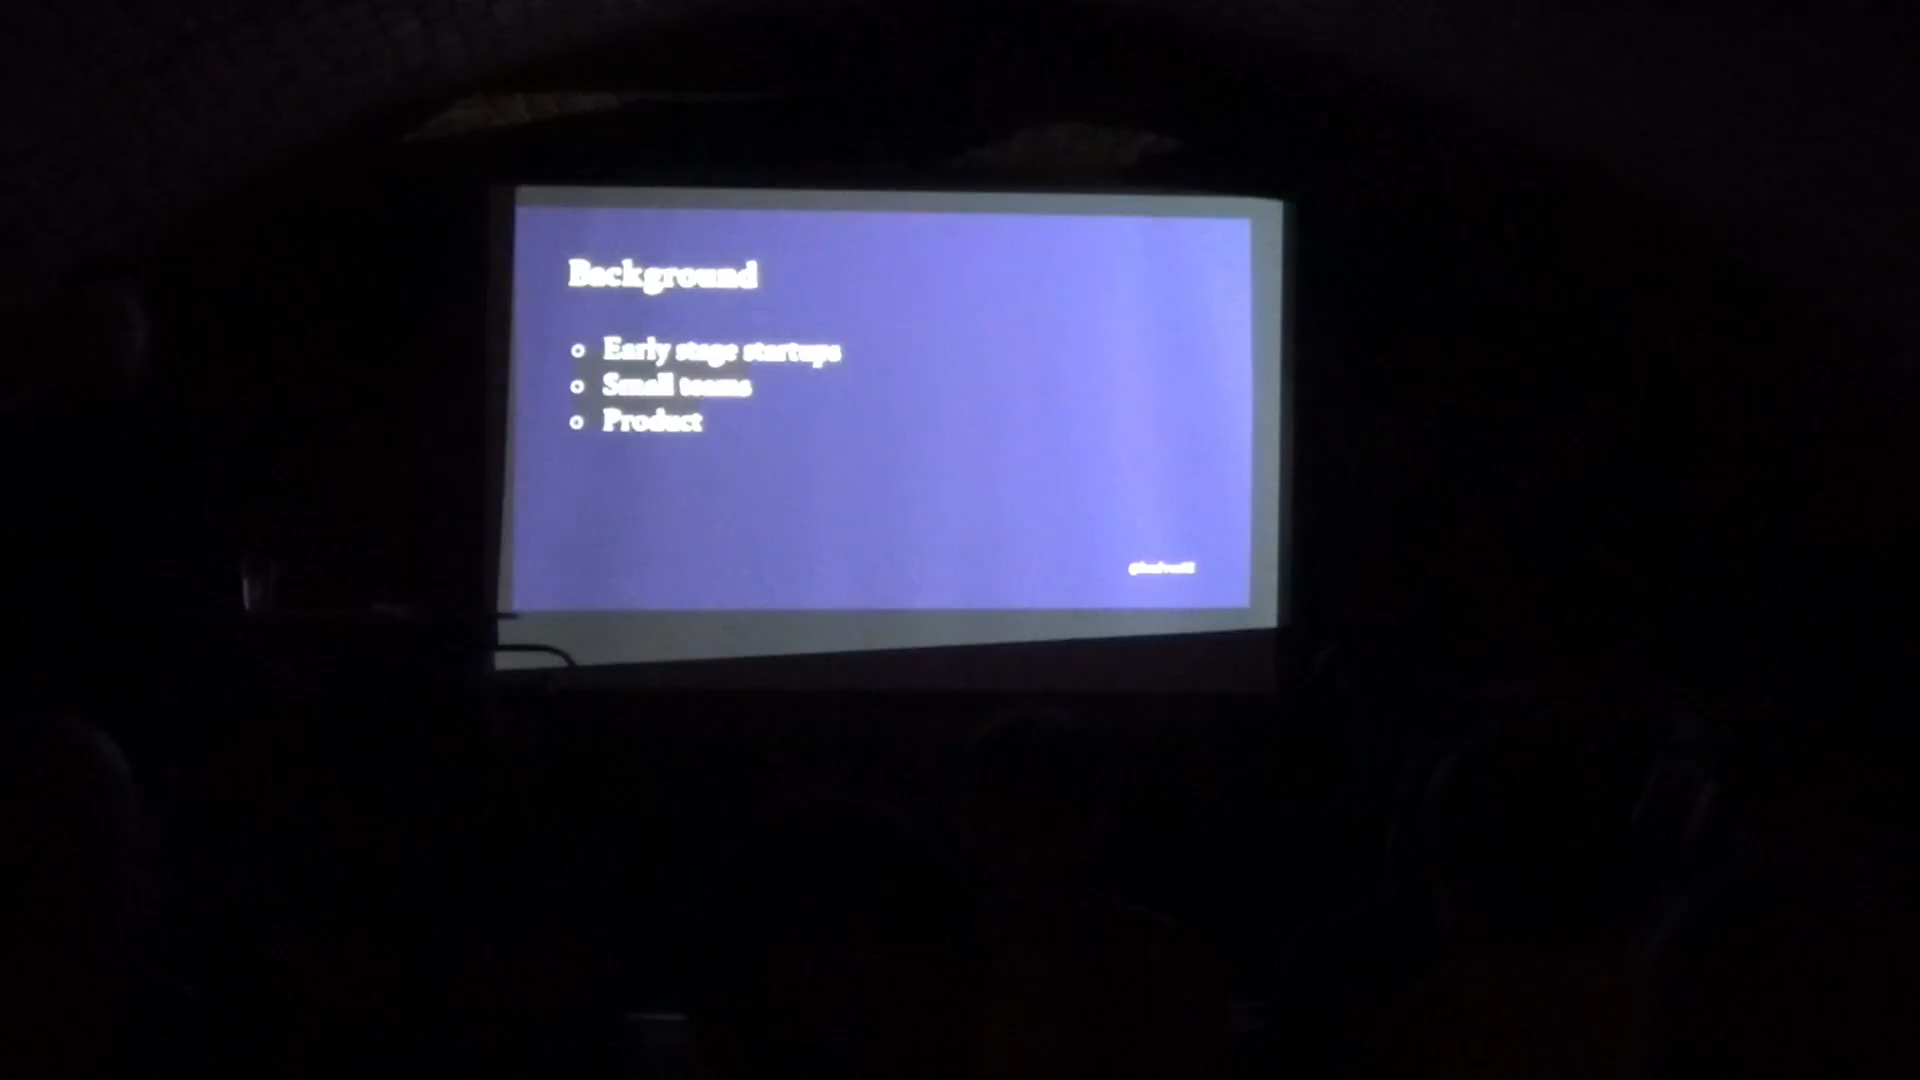 Background
Early stage startups
Small teams
Product